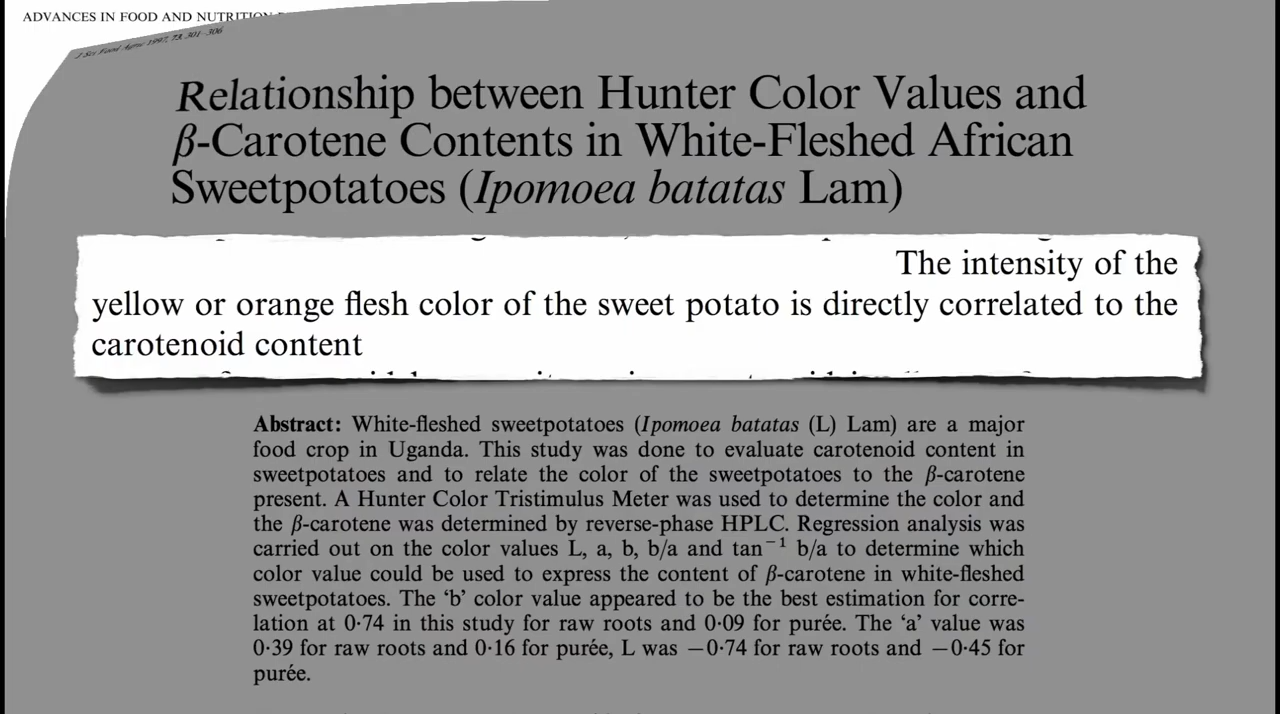 ADVANCES IN FOOD AND NUTRITION
J Sci Food Agric 1997, 73, 301–306
Relationship between Hunter Color Values and
β-Carotene Contents in White-Fleshed African
Sweetpotatoes (Ipomoea batatas Lam)
The intensity of the
yellow or orange flesh color of the sweet potato is directly correlated to the
carotenoid content
Abstract: White-fleshed sweetpotatoes (Ipomoea batatas (L) Lam) are a major
food crop in Uganda. This study was done to evaluate carotenoid content in
sweetpotatoes and to relate the color of the sweetpotatoes to the β-carotene
present. A Hunter Color Tristimulus Meter was used to determine the color and
the β-carotene was determined by reverse-phase HPLC. Regression analysis was
carried out on the color values L, a, b, b/a and tan⁻¹ b/a to determine which
color value could be used to express the content of β-carotene in white-fleshed
sweetpotatoes. The ‘b’ color value appeared to be the best estimation for corre-
lation at 0·74 in this study for raw roots and 0·09 for purée. The ‘a’ value was
0·39 for raw roots and 0·16 for purée, L was −0·74 for raw roots and −0·45 for
purée.